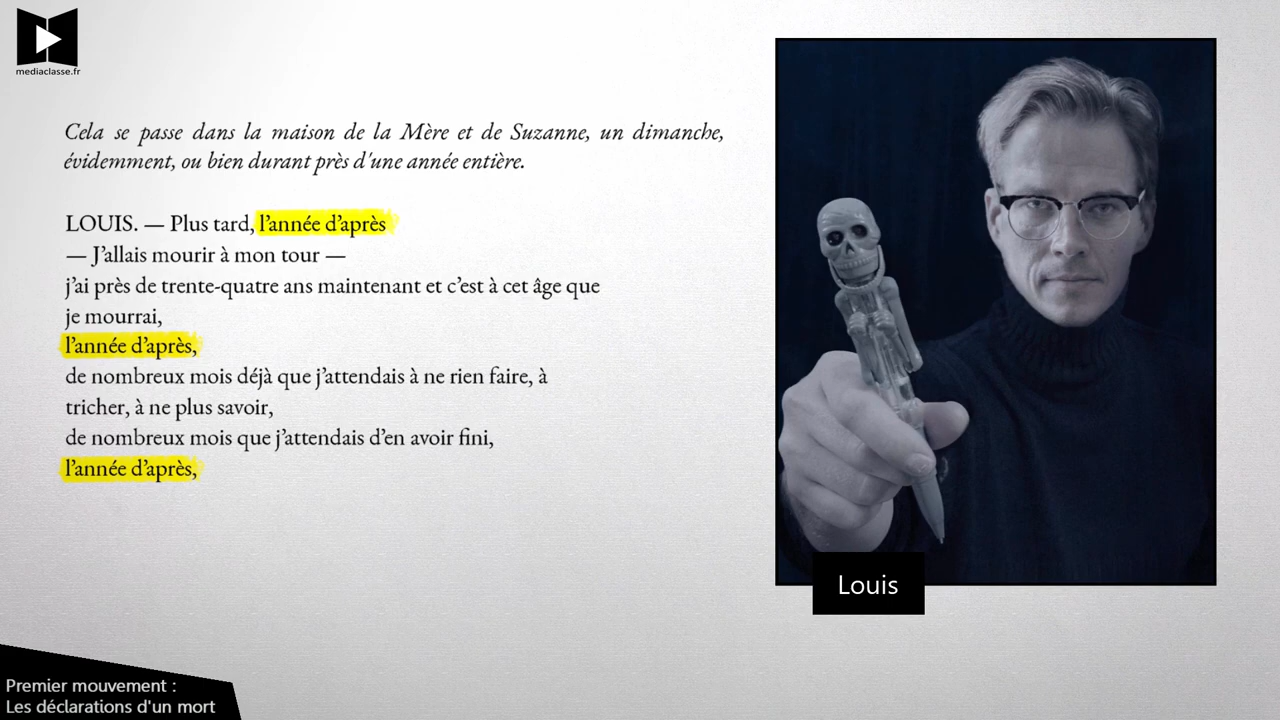 mediaclasse.fr
Cela se passe dans la maison de la Mère et de Suzanne, un dimanche,
évidemment, ou bien durant près d'une année entière.
LOUIS. — Plus tard, l'année d'après
— J'allais mourir à mon tour —
j'ai près de trente-quatre ans maintenant et c'est à cet âge que
je mourrai,
l'année d'après,
de nombreux mois déjà que j'attendais à ne rien faire, à
tricher, à ne plus savoir,
de nombreux mois que j'attendais d'en avoir fini,
l'année d'après,
Louis
Premier mouvement :
Les déclarations d'un mort